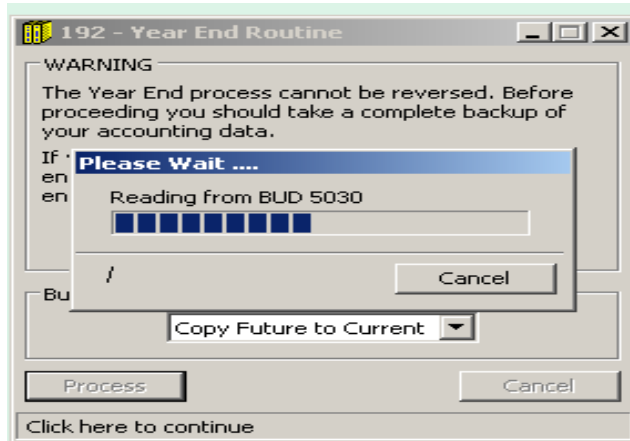 192 - Year End Routine
WARNING
The Year End process cannot be reversed. Before
proceeding you should take a complete backup of
your accounting data.
If
en
en
Please Wait ....
Reading from BUD 5030
/
Cancel
Bu
Copy Future to Current
Process
Cancel
Click here to continue